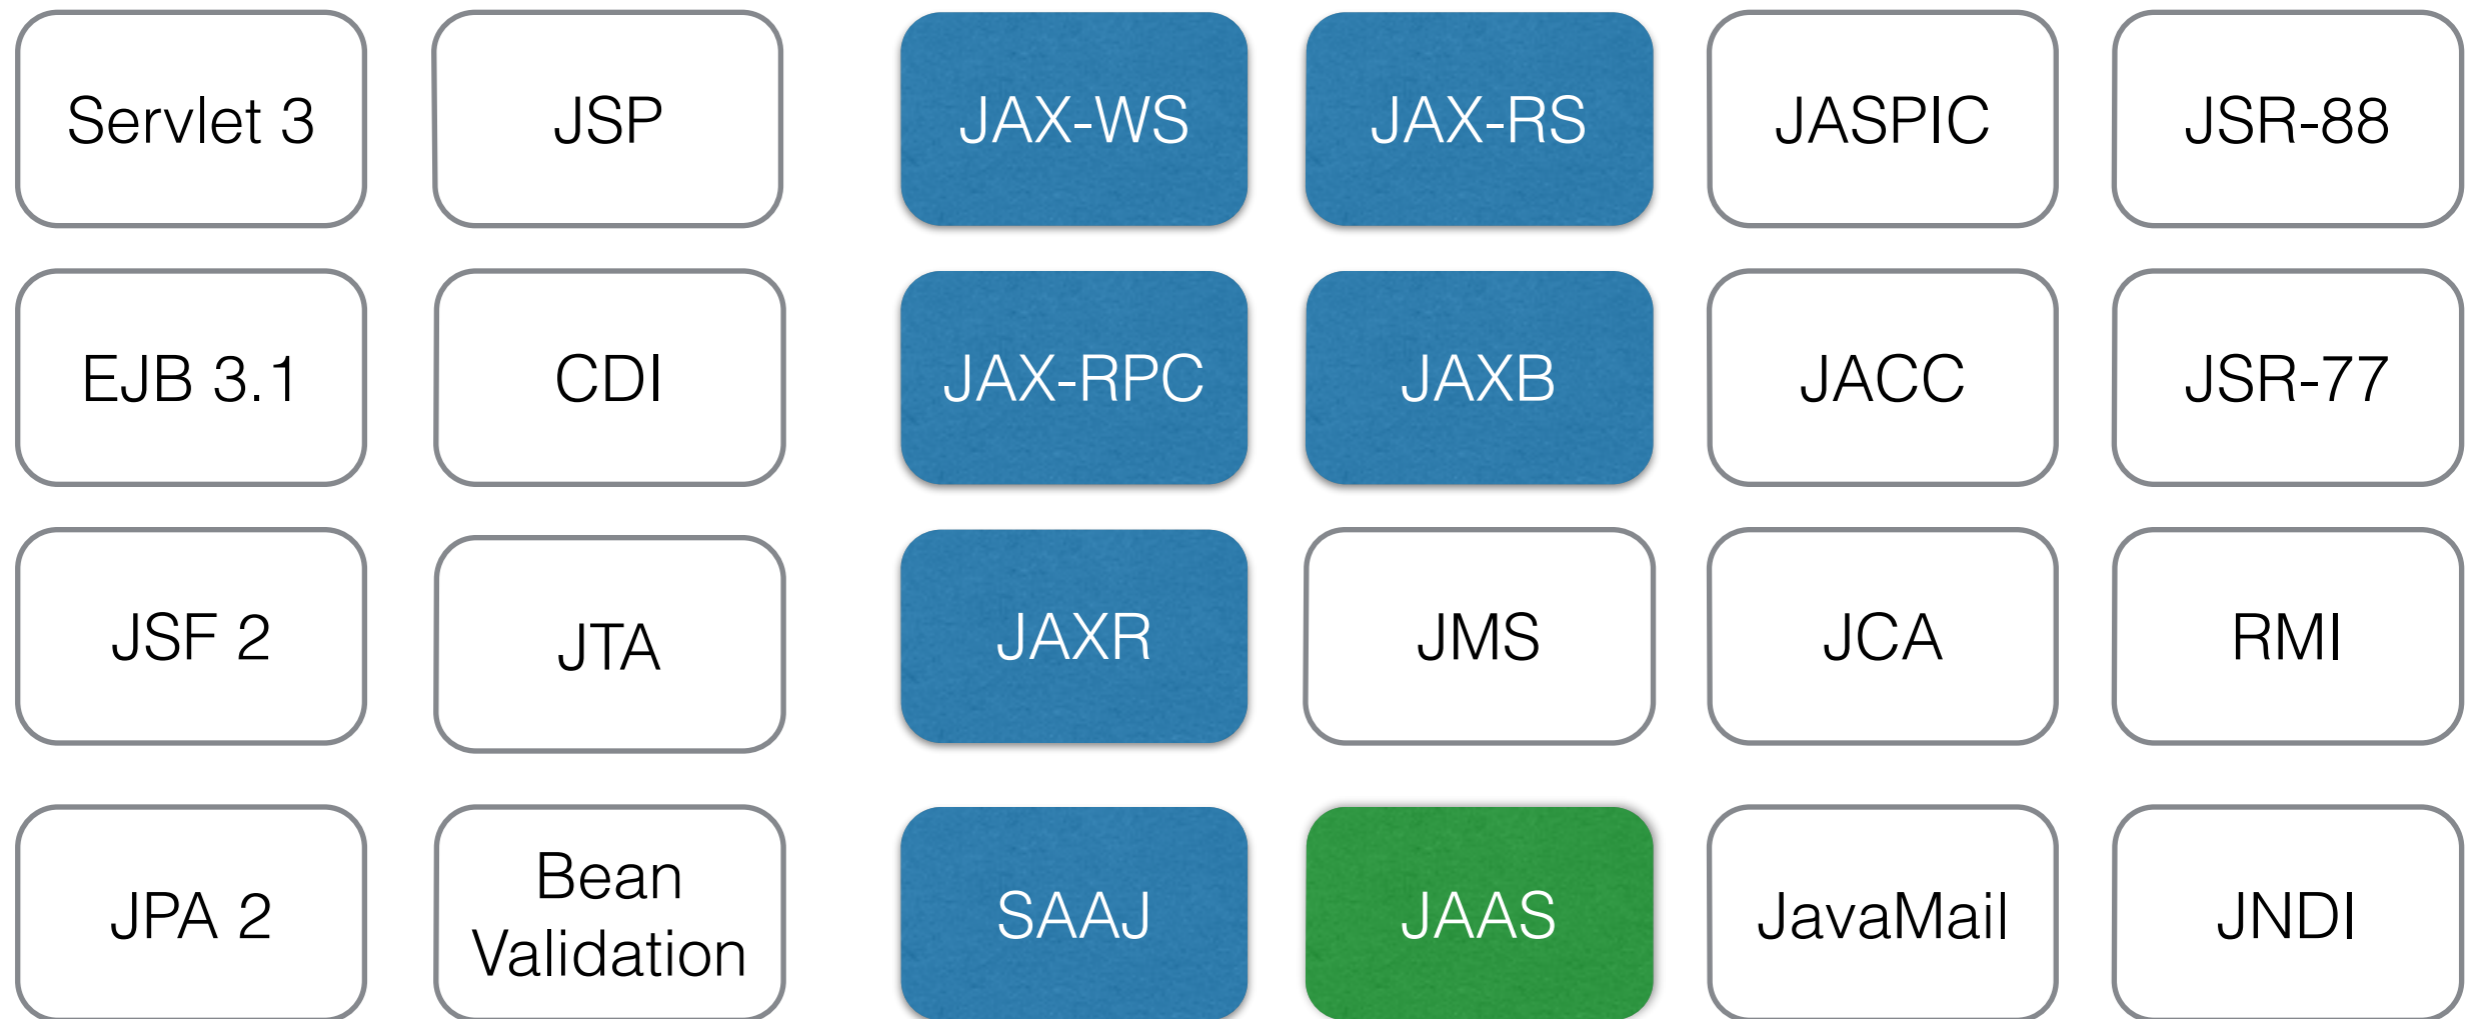 Servlet 3
JSP
JAX-WS
JAX-RS
JASPIC
JSR-88
EJB 3.1
CDI
JAX-RPC
JAXB
JACC
JSR-77
JSF 2
JTA
JAXR
JMS
JCA
RMI
JPA 2
Bean
Validation
SAAJ
JAAS
JavaMail
JNDI